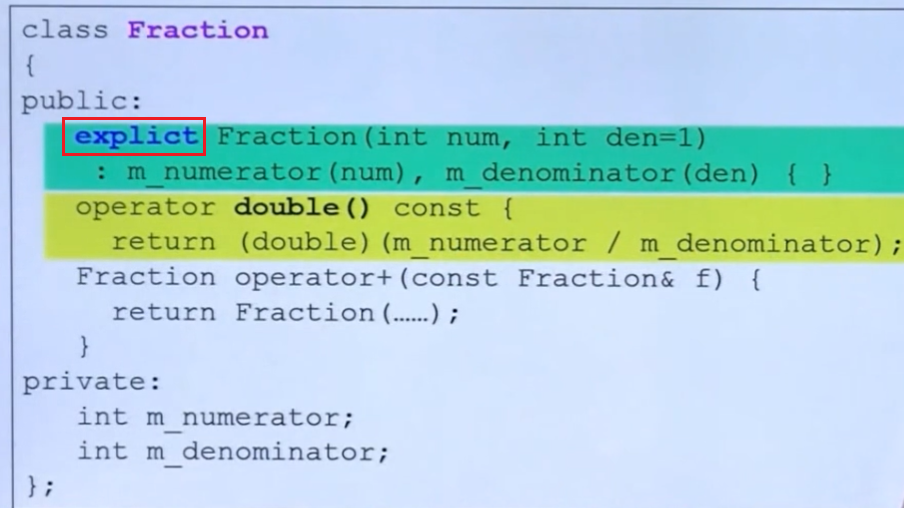 class Fraction
{
public:
explict Fraction(int num, int den=1)
: m_numerator(num), m_denominator(den) { }
operator double() const {
return (double)(m_numerator / m_denominator);
Fraction operator+(const Fraction& f) {
return Fraction(……);
}
private:
int m_numerator;
int m_denominator;
};